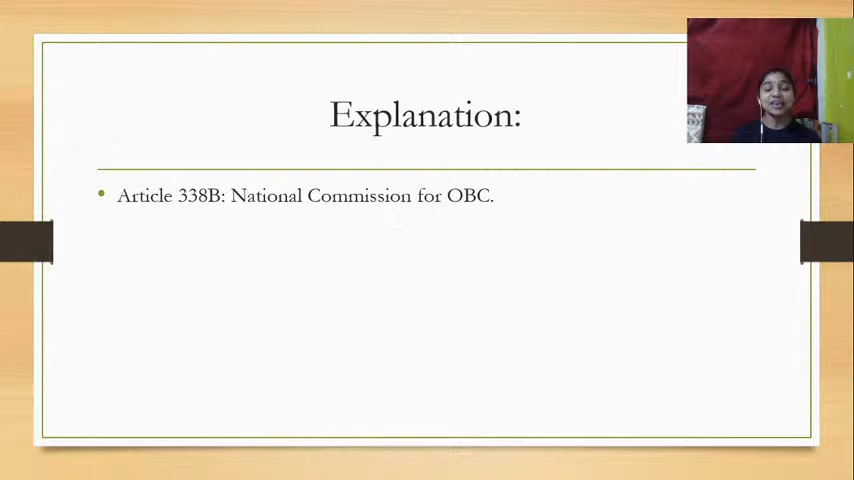 Explanation:
• Article 338B: National Commission for OBC.